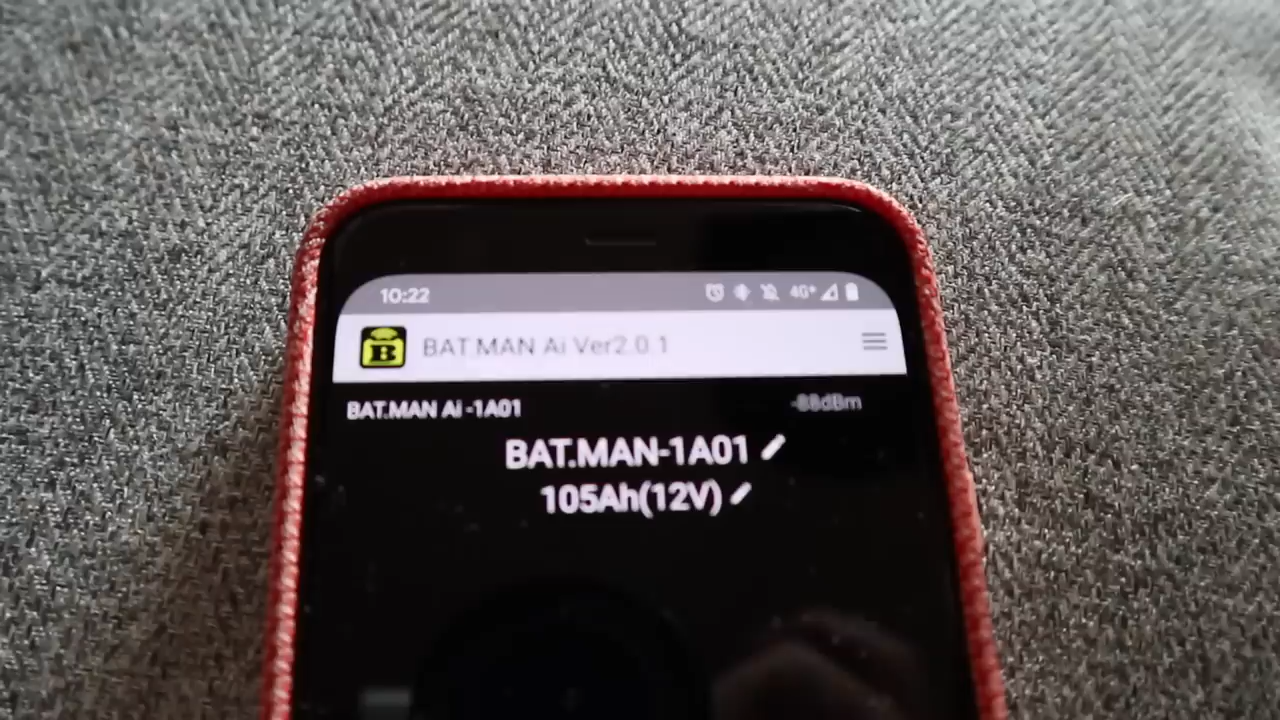 10:22
4G+
B
BAT.MAN Ai Ver2.0.1
BAT.MAN Ai -1A01
-88dBm
BAT.MAN-1A01
105Ah(12V)